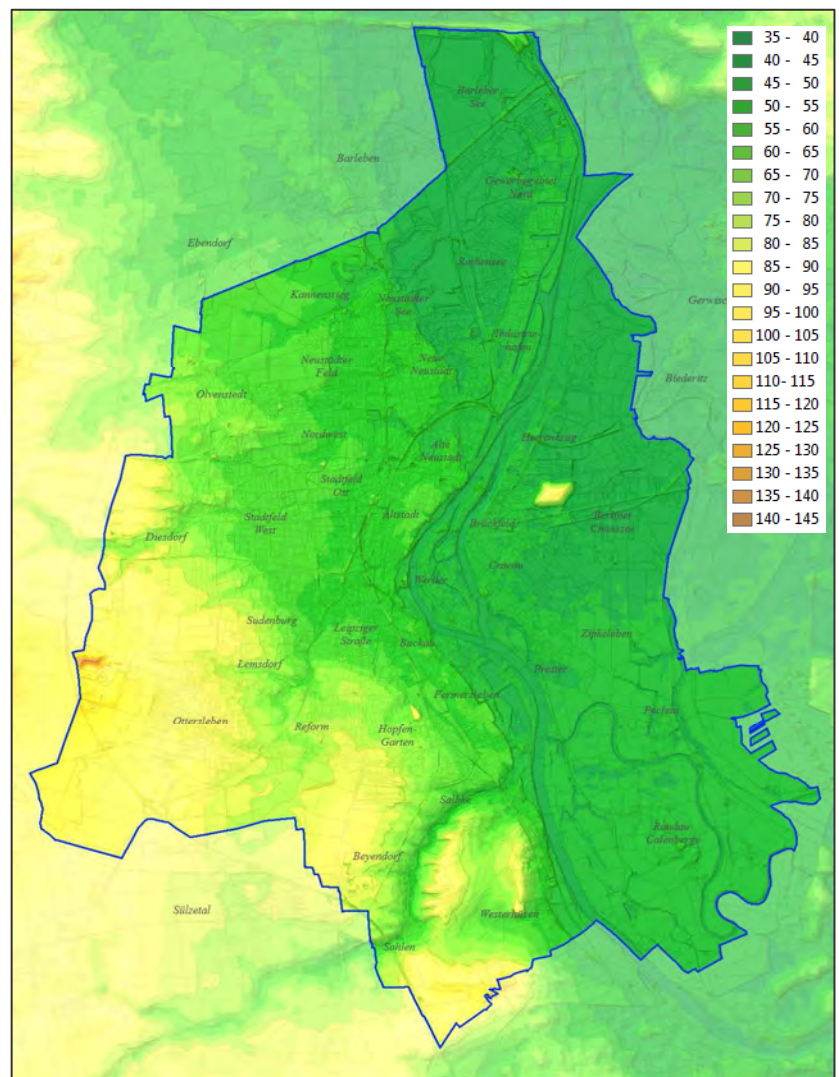 35 - 40
40 - 45
45 - 50
50 - 55
55 - 60
60 - 65
65 - 70
70 - 75
75 - 80
80 - 85
85 - 90
90 - 95
95 - 100
100 - 105
105 - 110
110- 115
115 - 120
120 - 125
125 - 130
130 - 135
135 - 140
140 - 145
Barleber
See
Barleben
Gewerbegebiet
Nord
Ebendorf
Rothensee
Kannenstieg
Neustädter
See
Gerwisch
Industrie-
hafen
Neustädter
Feld
Neue
Neustadt
Biederitz
Olvenstedt
Nordwest
Alte
Neustadt
Herrenkrug
Stadtfeld
Ost
Stadtfeld
West
Altstadt
Brückfeld
Berliner
Chaussee
Diesdorf
Cracau
Werder
Sudenburg
Leipziger
Straße
Buckau
Zipkeleben
Lemsdorf
Prester
Fermersleben
Ottersleben
Reform
Hopfen-
Garten
Pechau
Salbke
Randau
Calenberge
Beyendorf
Sülzetal
Westerhüsen
Sohlen